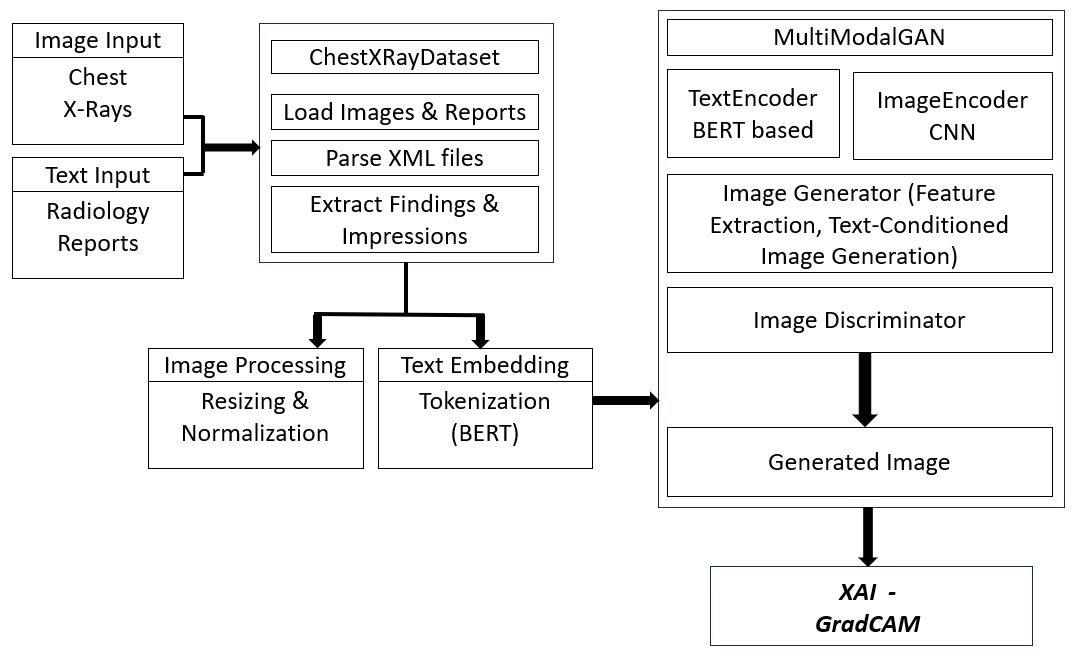 Image Input
Chest
X-Rays
Text Input
Radiology
Reports
ChestXRayDataset
Load Images & Reports
Parse XML files
Extract Findings &
Impressions
Image Processing
Resizing &
Normalization
Text Embedding
Tokenization
(BERT)
MultiModalGAN
TextEncoder
BERT based
ImageEncoder
CNN
Image Generator (Feature
Extraction, Text-Conditioned
Image Generation)
Image Discriminator
Generated Image
XAI -
GradCAM